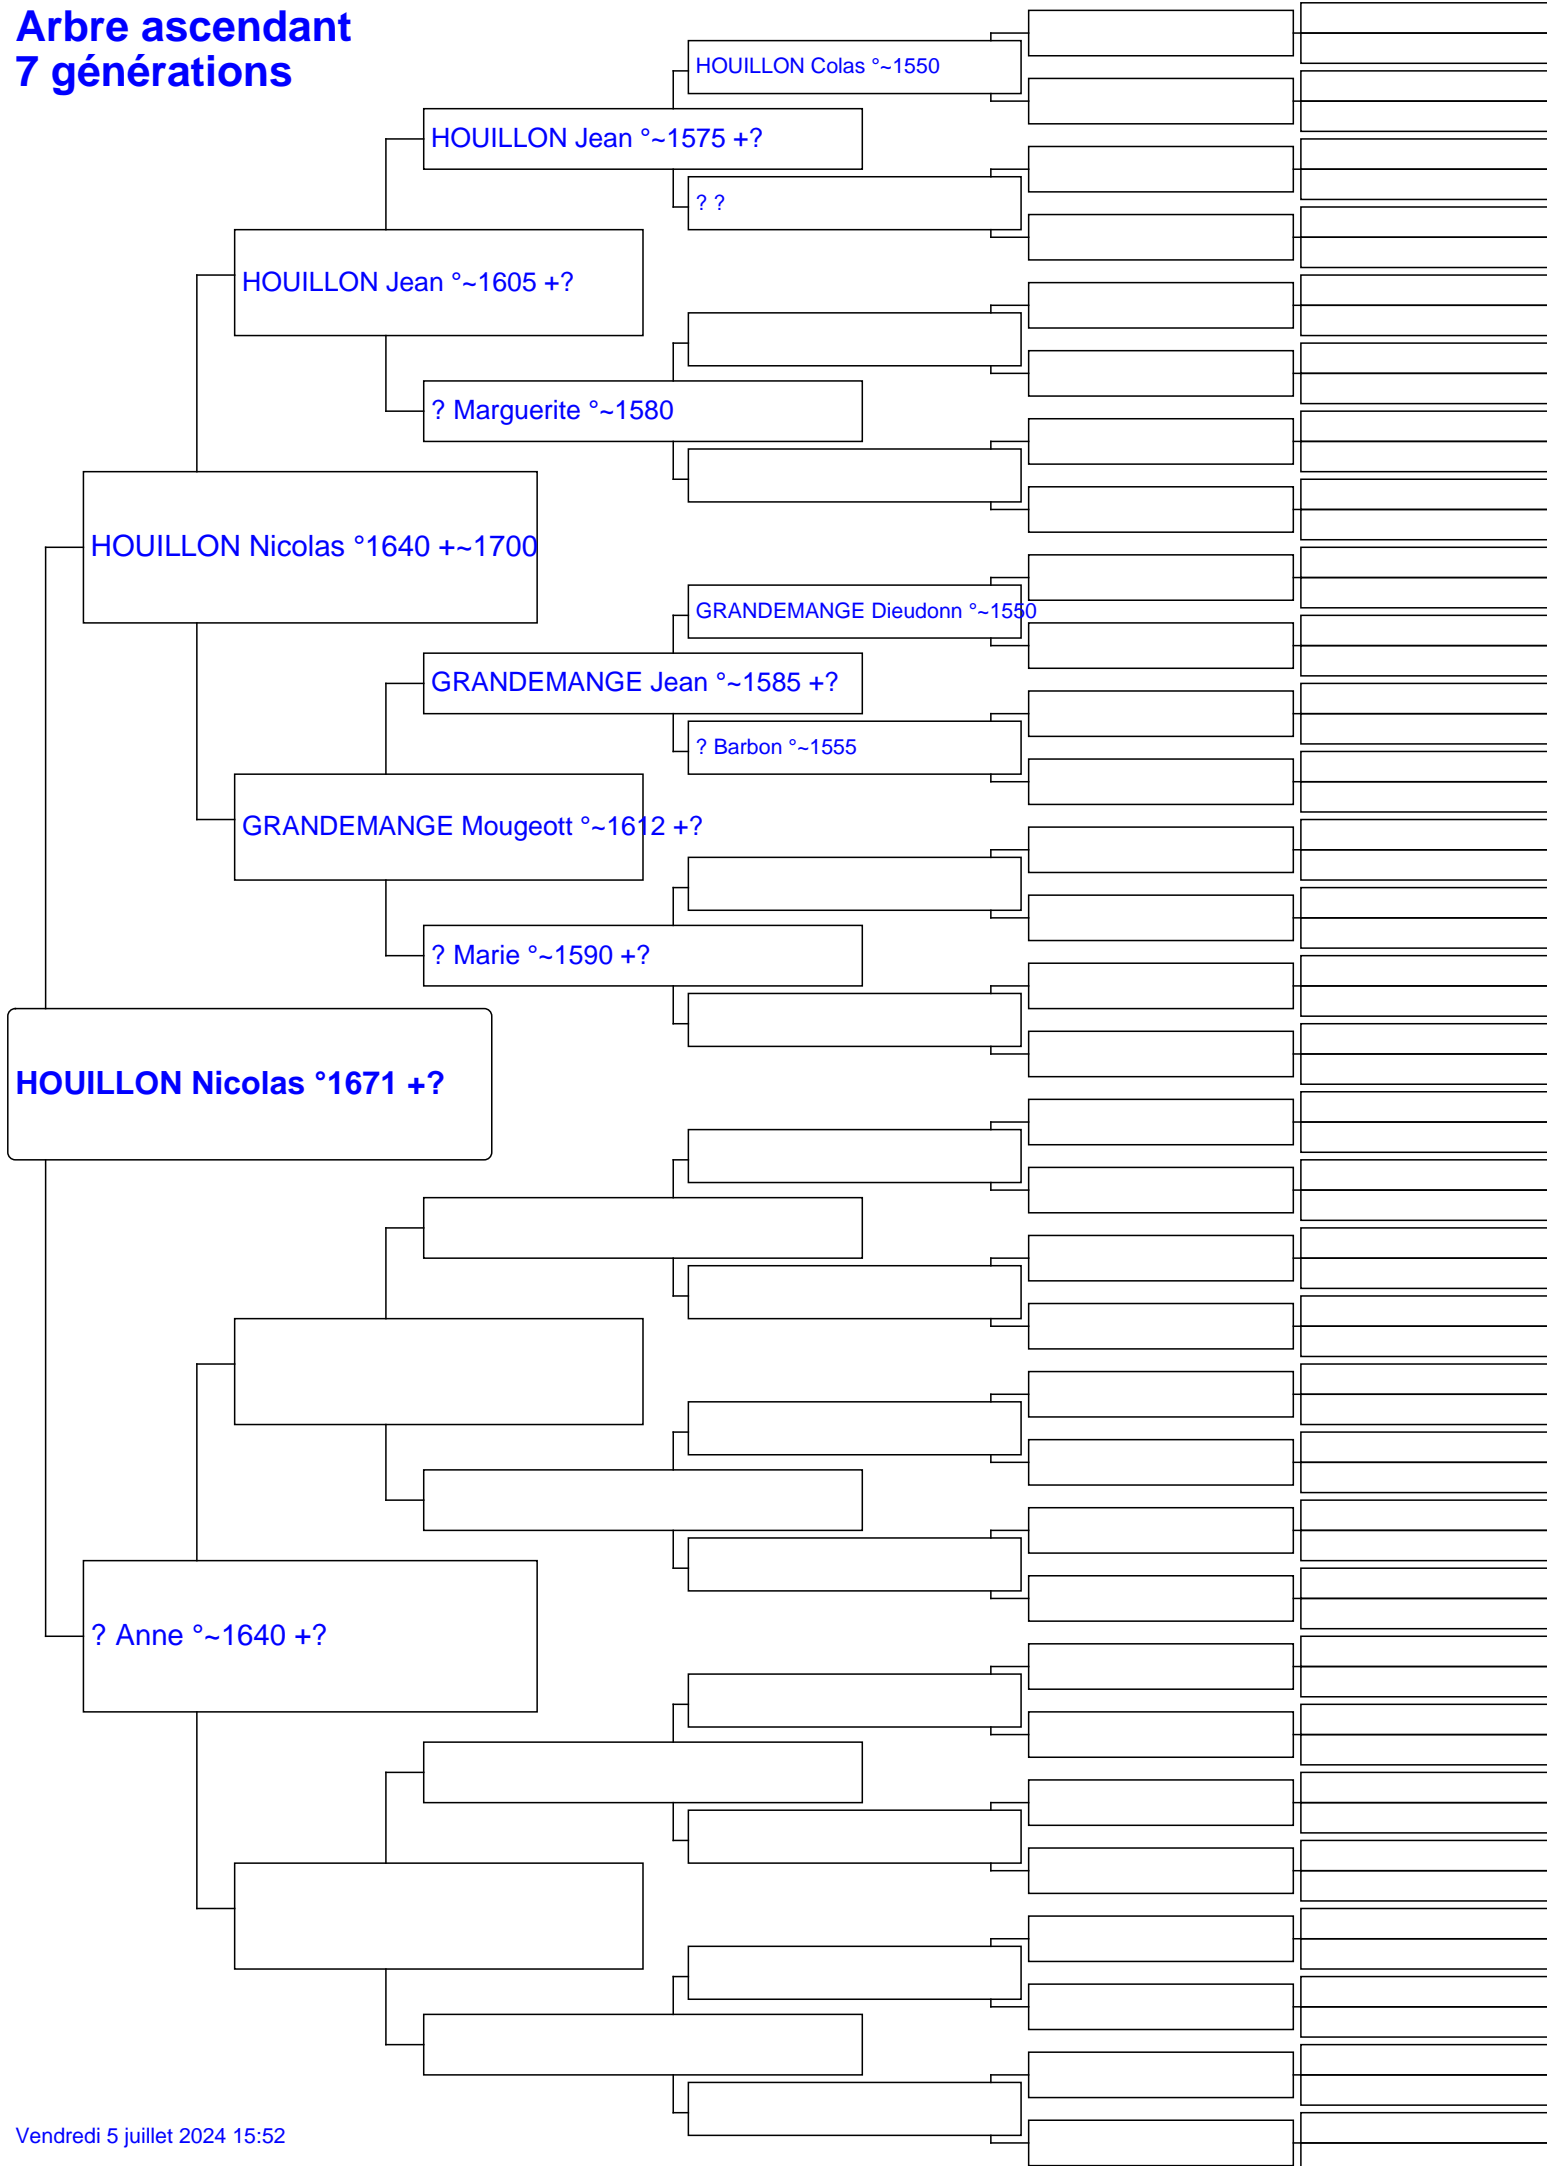 Arbre ascendant
7 générations
HOUILLON Colas °~1550
HOUILLON Jean °~1575 +?
? ?
HOUILLON Jean °~1605 +?
? Marguerite °~1580
HOUILLON Nicolas °1640 +~1700
GRANDEMANGE Dieudonn °~1550
GRANDEMANGE Jean °~1585 +?
? Barbon °~1555
GRANDEMANGE Mougeott °~1612 +?
? Marie °~1590 +?
HOUILLON Nicolas °1671 +?
? Anne °~1640 +?
Vendredi 5 juillet 2024 15:52